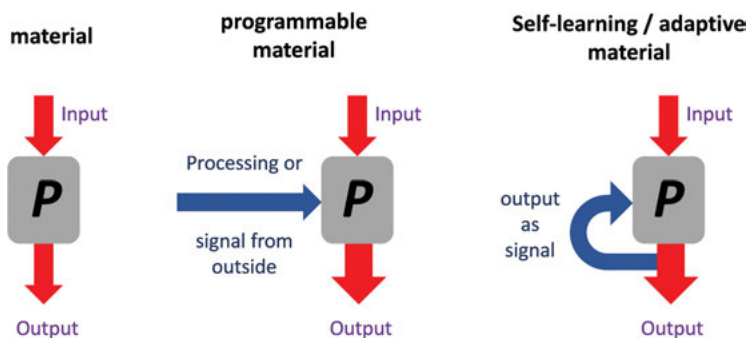 material
Input
P
Output
programmable
material
Input
Processing or
P
signal from
outside
Output
Self-learning / adaptive
material
Input
output
as
signal
P
Output